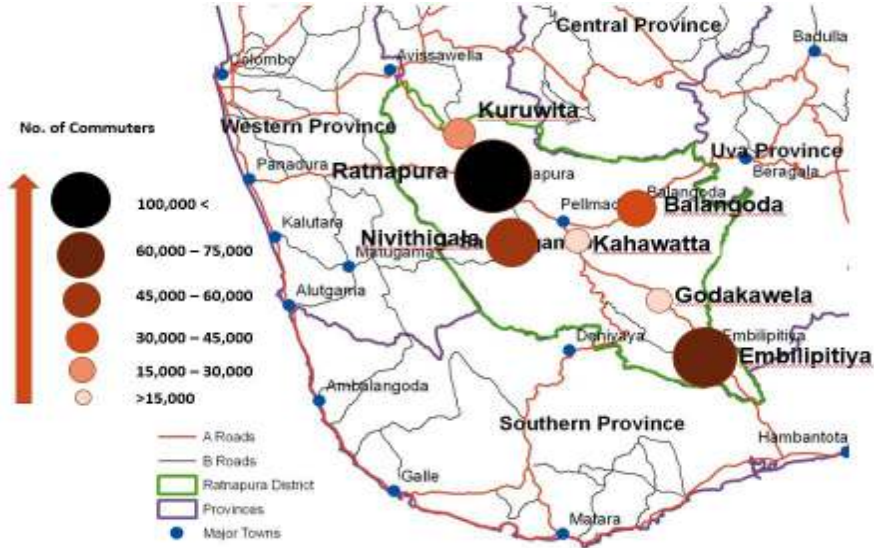 Central Province
Badulla
Avissawella
Colombo
Kuruwita
No. of Commuters
Western Province
Uva Province
Ratnapura
apura
Beragala
Panadura
Balangoda
100,000 <
Pellmad
Balangoda
Kalutara
Nivithigala
Kahawatta
60,000 – 75,000
Matugama
Godakawela
45,000 – 60,000
Alutgama
30,000 – 45,000
Deniyaya
Embilipitiya
Embilipitiya
15,000 – 30,000
Ambalangoda
>15,000
Southern Province
A Roads
Hambantota
B Roads
Ratnapura District
Galle
Provinces
Matara
Major Towns